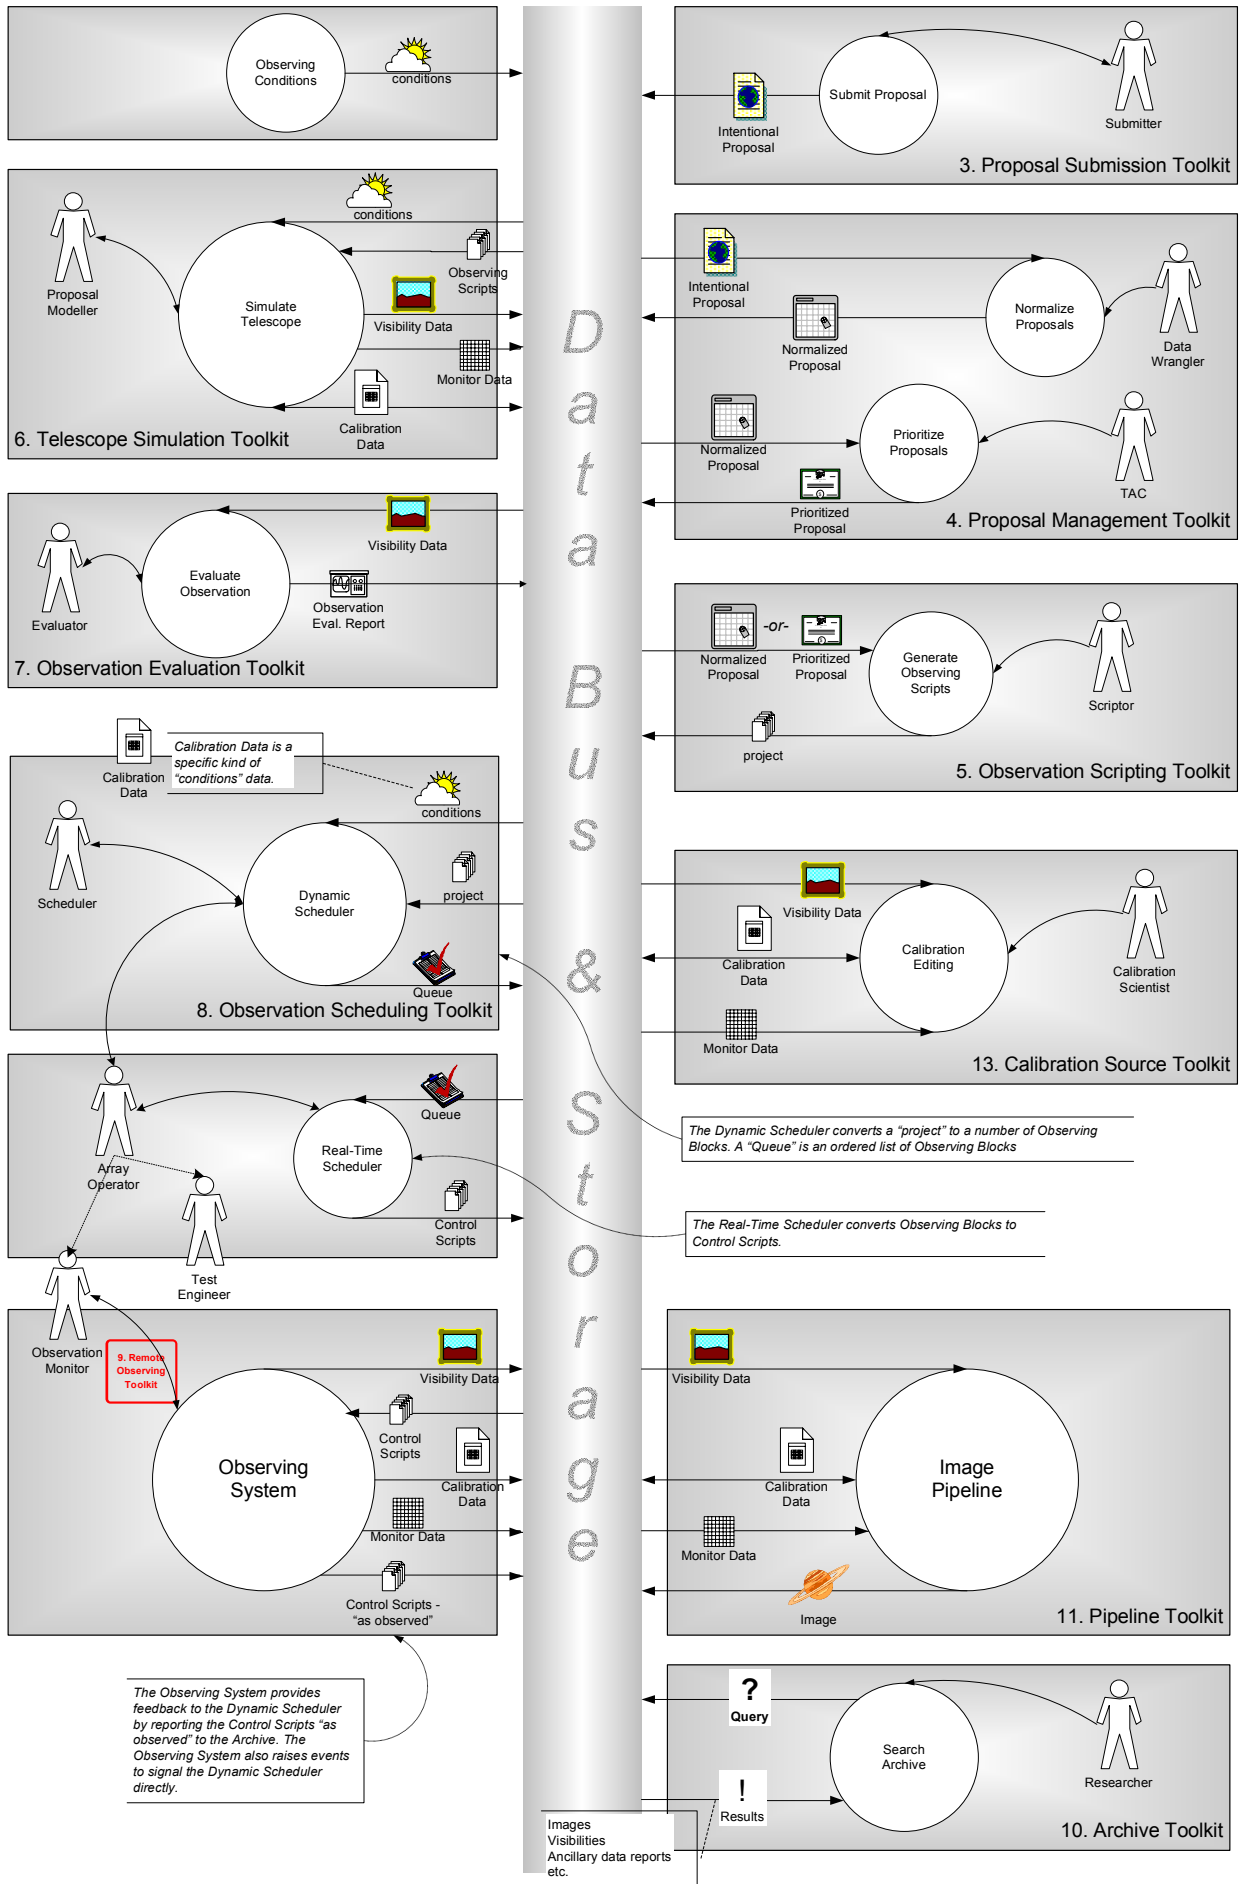 Observing
Conditions
conditions
Submit Proposal
Intentional
Proposal
Submitter
3. Proposal Submission Toolkit
conditions
Proposal
Modeller
Simulate
Telescope
Observing
Scripts
Visibility Data
Monitor Data
Calibration
Data
6. Telescope Simulation Toolkit
Intentional
Proposal
Normalize
Proposals
Data
Wrangler
Normalized
Proposal
Normalized
Proposal
Prioritize
Proposals
TAC
Prioritized
Proposal
4. Proposal Management Toolkit
Visibility Data
Evaluate
Observation
Observation
Eval. Report
Evaluator
7. Observation Evaluation Toolkit
-or-
Normalized
Proposal
Prioritized
Proposal
Generate
Observing
Scripts
Scriptor
project
5. Observation Scripting Toolkit
Calibration
Data
Calibration Data is a
specific kind of
“conditions” data.
conditions
Scheduler
Dynamic
Scheduler
project
Queue
8. Observation Scheduling Toolkit
Visibility Data
Calibration
Data
Calibration
Editing
Calibration
Scientist
Monitor Data
13. Calibration Source Toolkit
Data Bus & Storage
Queue
Array
Operator
Real-Time
Scheduler
Control
Scripts
Test
Engineer
The Dynamic Scheduler converts a “project” to a number of Observing
Blocks. A “Queue” is an ordered list of Observing Blocks
The Real-Time Scheduler converts Observing Blocks to
Control Scripts.
Observation
Monitor
9. Remote
Observing
Toolkit
Visibility Data
Control
Scripts
Observing
System
Calibration
Data
Monitor Data
Control Scripts -
“as observed”
Visibility Data
Calibration
Data
Image
Pipeline
Monitor Data
Image
11. Pipeline Toolkit
The Observing System provides
feedback to the Dynamic Scheduler
by reporting the Control Scripts “as
observed” to the Archive. The
Observing System also raises events
to signal the Dynamic Scheduler
directly.
?
Query
Search
Archive
Researcher
!
Results
10. Archive Toolkit
Images
Visibilities
Ancillary data reports
etc.